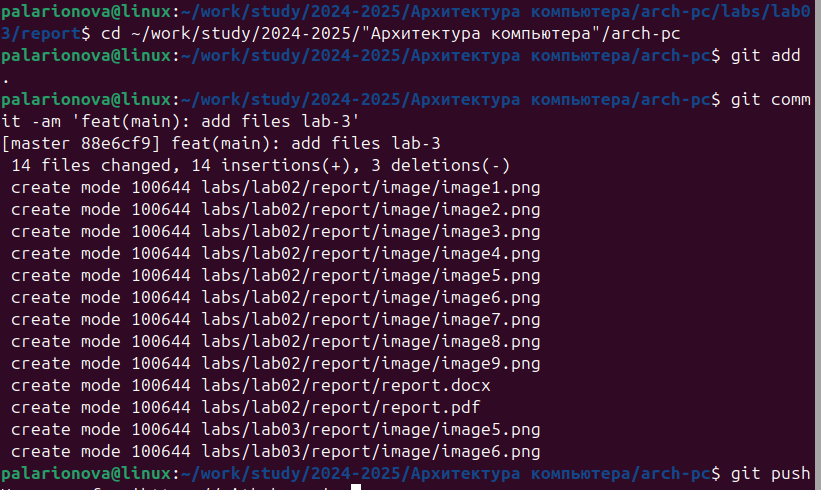 palarionova@linux:~/work/study/2024-2025/Архитектура компьютера/arch-pc/labs/lab0
3/report$ cd ~/work/study/2024-2025/"Архитектура компьютера"/arch-pc
palarionova@linux:~/work/study/2024-2025/Архитектура компьютера/arch-pc$ git add
.
palarionova@linux:~/work/study/2024-2025/Архитектура компьютера/arch-pc$ git comm
it -am 'feat(main): add files lab-3'
[master 88e6cf9] feat(main): add files lab-3
14 files changed, 14 insertions(+), 3 deletions(-)
create mode 100644 labs/lab02/report/image/image1.png
create mode 100644 labs/lab02/report/image/image2.png
create mode 100644 labs/lab02/report/image/image3.png
create mode 100644 labs/lab02/report/image/image4.png
create mode 100644 labs/lab02/report/image/image5.png
create mode 100644 labs/lab02/report/image/image6.png
create mode 100644 labs/lab02/report/image/image7.png
create mode 100644 labs/lab02/report/image/image8.png
create mode 100644 labs/lab02/report/image/image9.png
create mode 100644 labs/lab02/report/report.docx
create mode 100644 labs/lab02/report/report.pdf
create mode 100644 labs/lab03/report/image/image5.png
create mode 100644 labs/lab03/report/image/image6.png
palarionova@linux:~/work/study/2024-2025/Архитектура компьютера/arch-pc$ git push